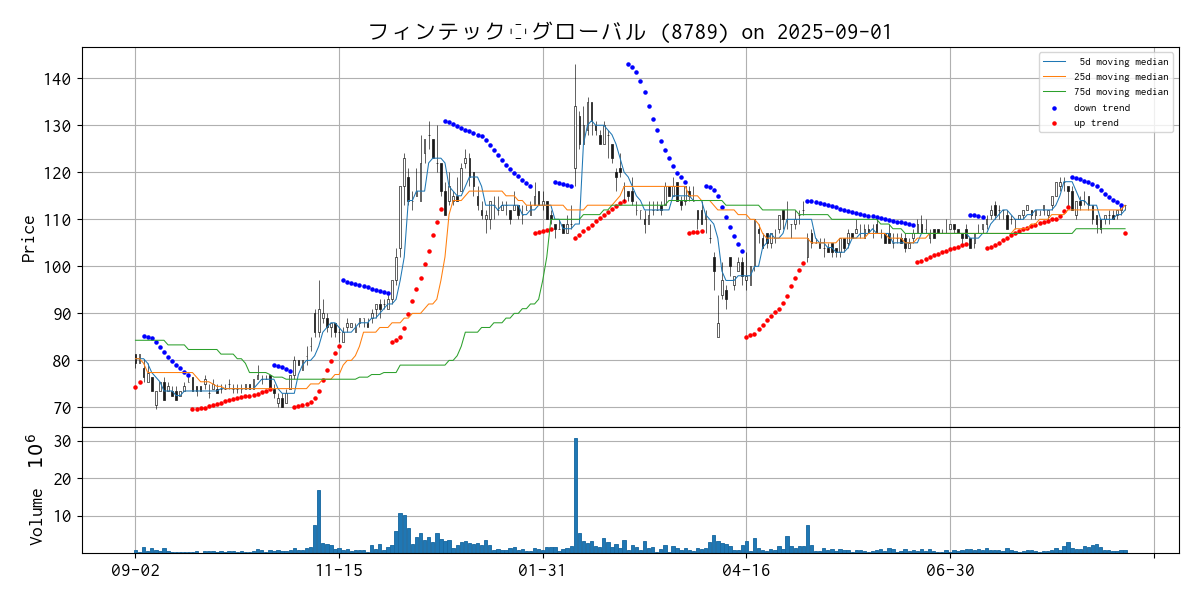 フィンテック グローバル (8789) on 2025-09-01
5d moving median
25d moving median
75d moving median
down trend
up trend
Price
140
130
120
110
100
90
80
70
Volume 10⁶
30
20
10
09-02 11-15 01-31 04-16 06-30